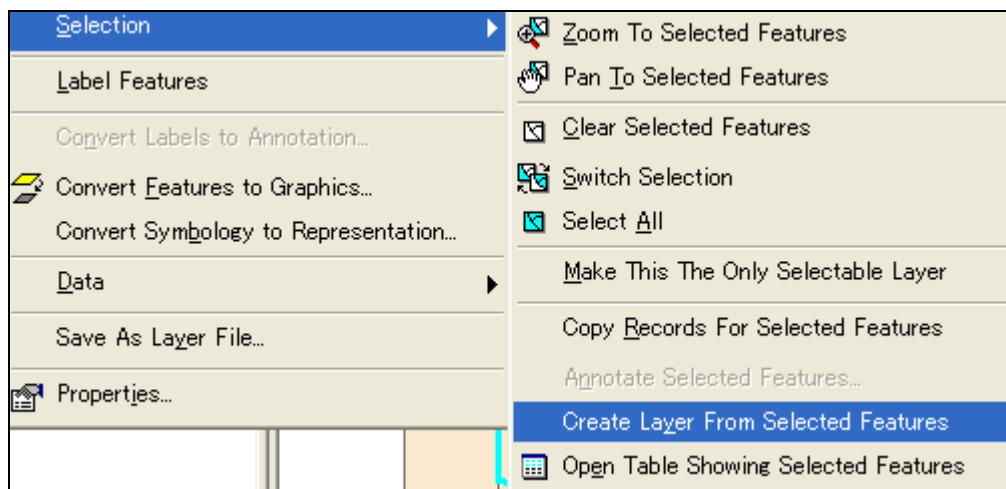 Selection
Label Features
Convert Labels to Annotation...
Convert Features to Graphics...
Convert Symbology to Representation...
Data
Save As Layer File...
Properties...
Zoom To Selected Features
Pan To Selected Features
Clear Selected Features
Switch Selection
Select All
Make This The Only Selectable Layer
Copy Records For Selected Features
Annotate Selected Features...
Create Layer From Selected Features
Open Table Showing Selected Features